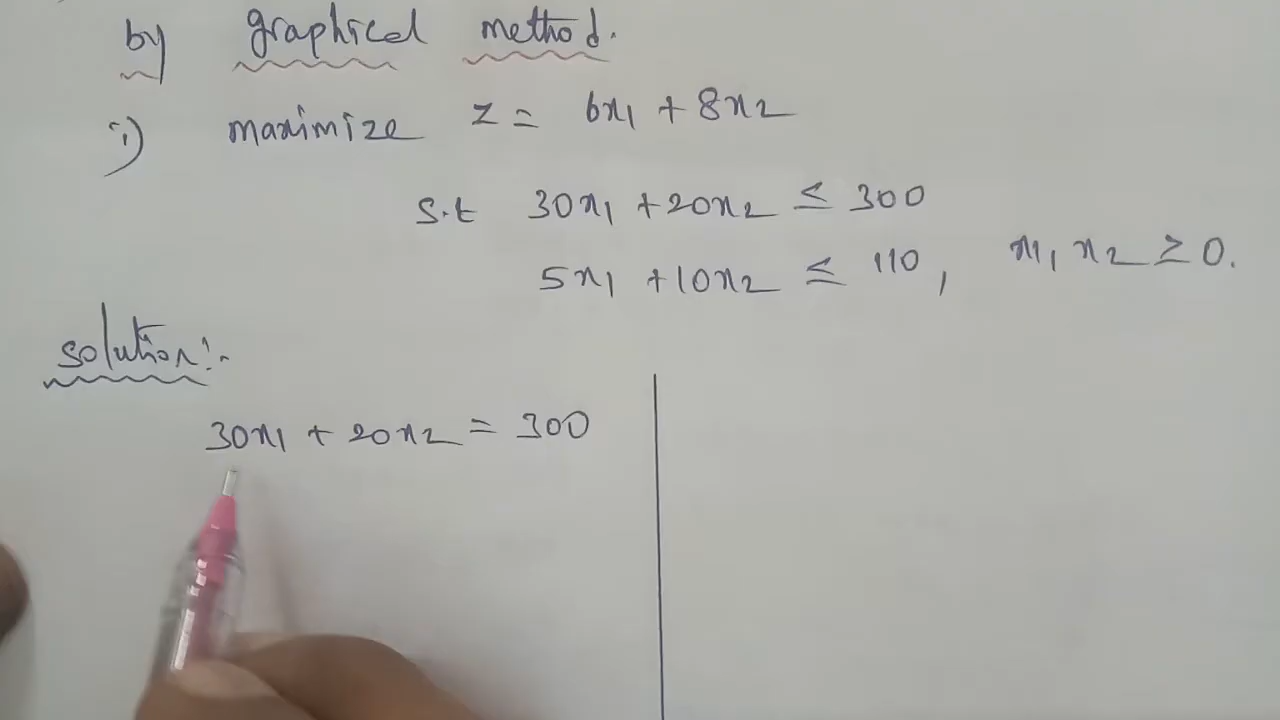 by graphical method.
i) maximize z = 6x1 + 8x2
s.t 30x1 + 20x2 ≤ 300
5x1 + 10x2 ≤ 110, x1, x2 ≥ 0.
solution:-
30x1 + 20x2 = 300